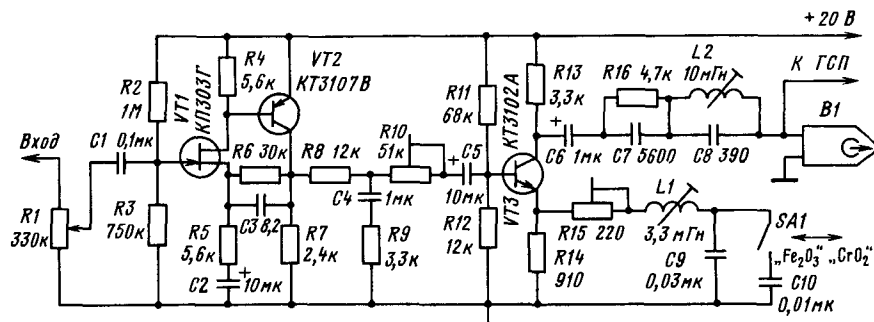 +20 В
R4
5,6к
VT2
КТ3107В
R2
1М
VT1
КП303Г
R11
68к
R13
3,3к
КТ3102А
R16 4,7к
L2
10мГн
К ГСП
В1
Вход
C1
0,1мк
R6 30к
R8 12к
R10
51к
C5
+
10мк
+
C6 1мк
C7 5600
C8 390
R1
330к
R3
750к
R5
5,6к
C3 8,2
R7
2,4к
C4
1мк
R9
3,3к
R12
12к
VT3
R15 220
L1
3,3 мГн
R14
910
C9
0,03мк
SA1
„Fe₂O₃“ „CrO₂“
C10
0,01мк
C2
+
10мк